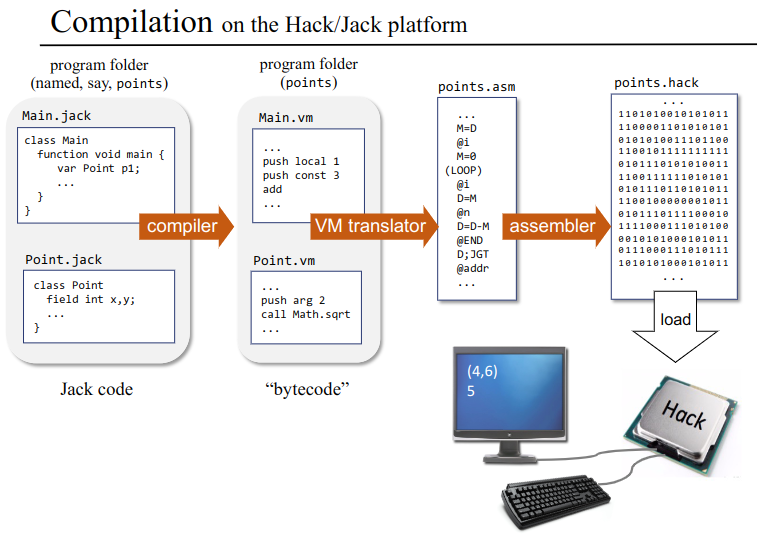 Compilation on the Hack/Jack platform
program folder
(named, say, points)
Main.jack
class Main
function void main {
var Point p1;
...
}
}
Point.jack
class Point
field int x,y;
...
}
Jack code
compiler
program folder
(points)
Main.vm
...
push local 1
push const 3
add
...
Point.vm
...
push arg 2
call Math.sqrt
...
“bytecode”
VM translator
points.asm
...
M=D
@i
M=0
(LOOP)
@i
D=M
@n
D=D-M
@END
D;JGT
@addr
...
assembler
points.hack
...
1101010010101011
1100001101010101
0101010011101100
1100101111111111
0101110101010011
1100111111010101
0101011010101011
1100100000001011
0101110111100010
1111000111010100
0010101000101011
0111000111010111
1010101000101011
...
load
(4,6)
5
Hack